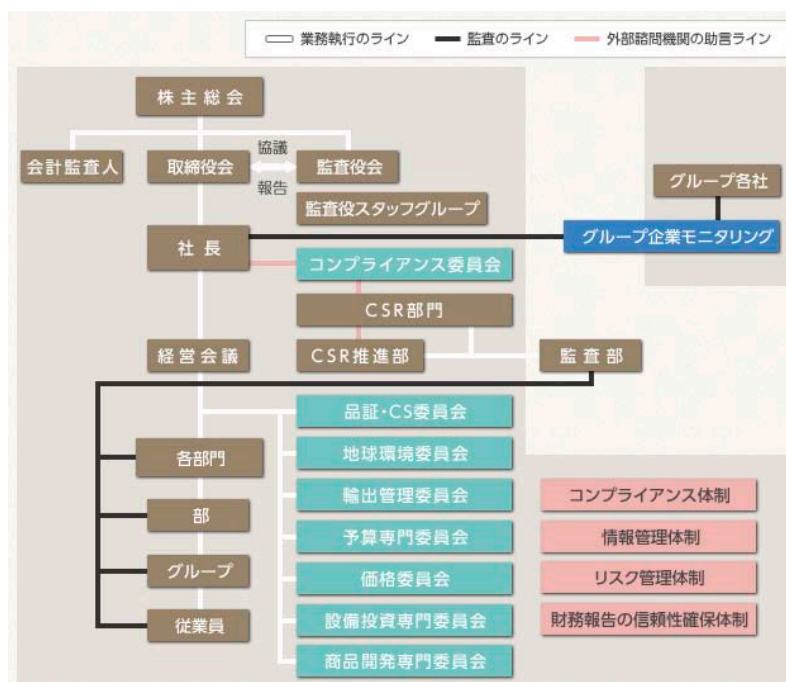 業務執行のライン
監査のライン
外部諮問機関の助言ライン
株主総会
会計監査人
取締役会
協議
報告
監査役会
監査役スタッフグループ
グループ各社
グループ企業モニタリング
社長
コンプライアンス委員会
CSR部門
経営会議
CSR推進部
監査部
品証・CS委員会
地球環境委員会
輸出管理委員会
予算専門委員会
価格委員会
設備投資専門委員会
商品開発専門委員会
各部門
部
グループ
従業員
コンプライアンス体制
情報管理体制
リスク管理体制
財務報告の信頼性確保体制